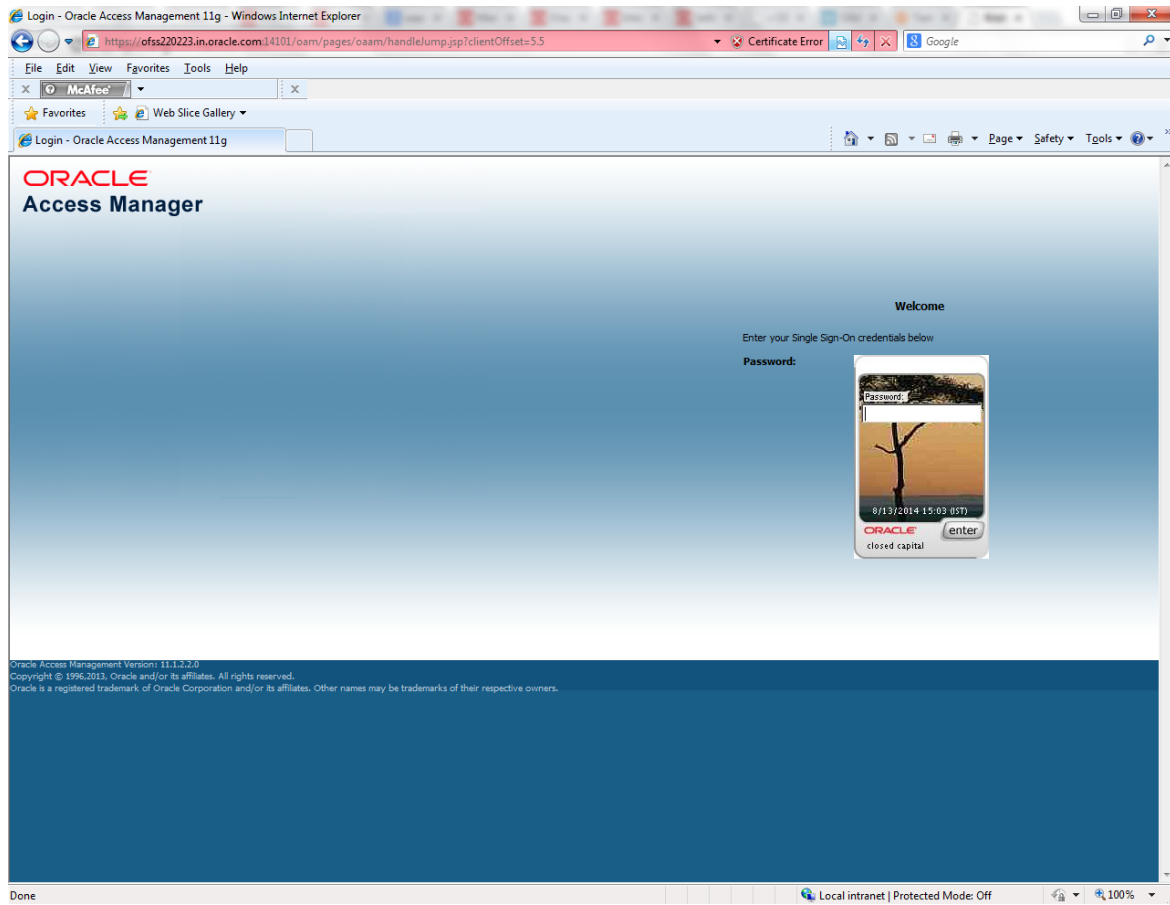 Login - Oracle Access Management 11g - Windows Internet Explorer
https://ofss220223.in.oracle.com:14101/oam/pages/oaam/handleJump.jsp?clientOffset=5.5
Certificate Error
Google
File Edit View Favorites Tools Help
X McAfee X
Favorites Web Slice Gallery
Login - Oracle Access Management 11g
Page Safety Tools
ORACLE
Access Manager
Welcome
Enter your Single Sign-On credentials below
Password:
Password:
8/13/2014 15:03 (IST)
ORACLE enter
closed capital
Oracle Access Management Version: 11.1.2.2.0
Copyright © 1996,2013, Oracle and/or its affiliates. All rights reserved.
Oracle is a registered trademark of Oracle Corporation and/or its affiliates. Other names may be trademarks of their respective owners.
Done Local intranet | Protected Mode: Off 100%